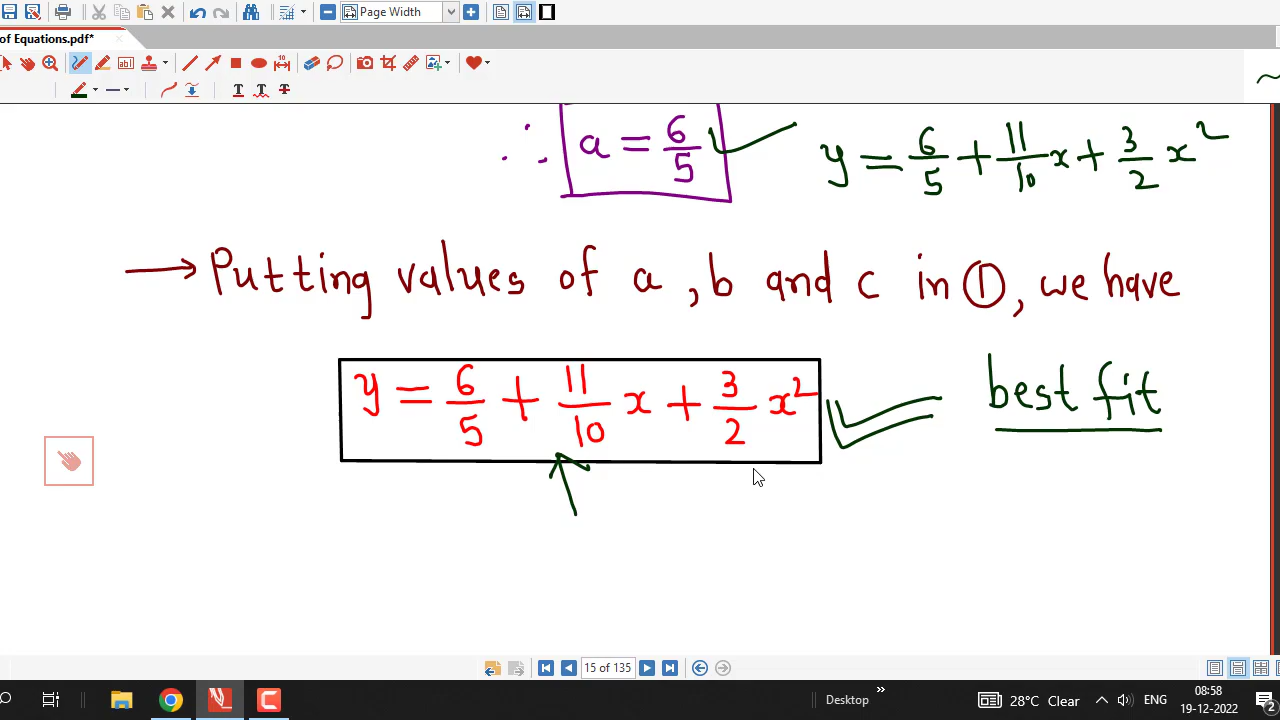 Page Width
of Equations.pdf*
10
T T T
∴ a = 6/5
y = 6/5 + 11/10 x + 3/2 x²
→ Putting values of a, b and c in ①, we have
y = 6/5 + 11/10 x + 3/2 x²
best fit
15 of 135
Desktop
»
28°C Clear
ENG
08:58
19-12-2022
2